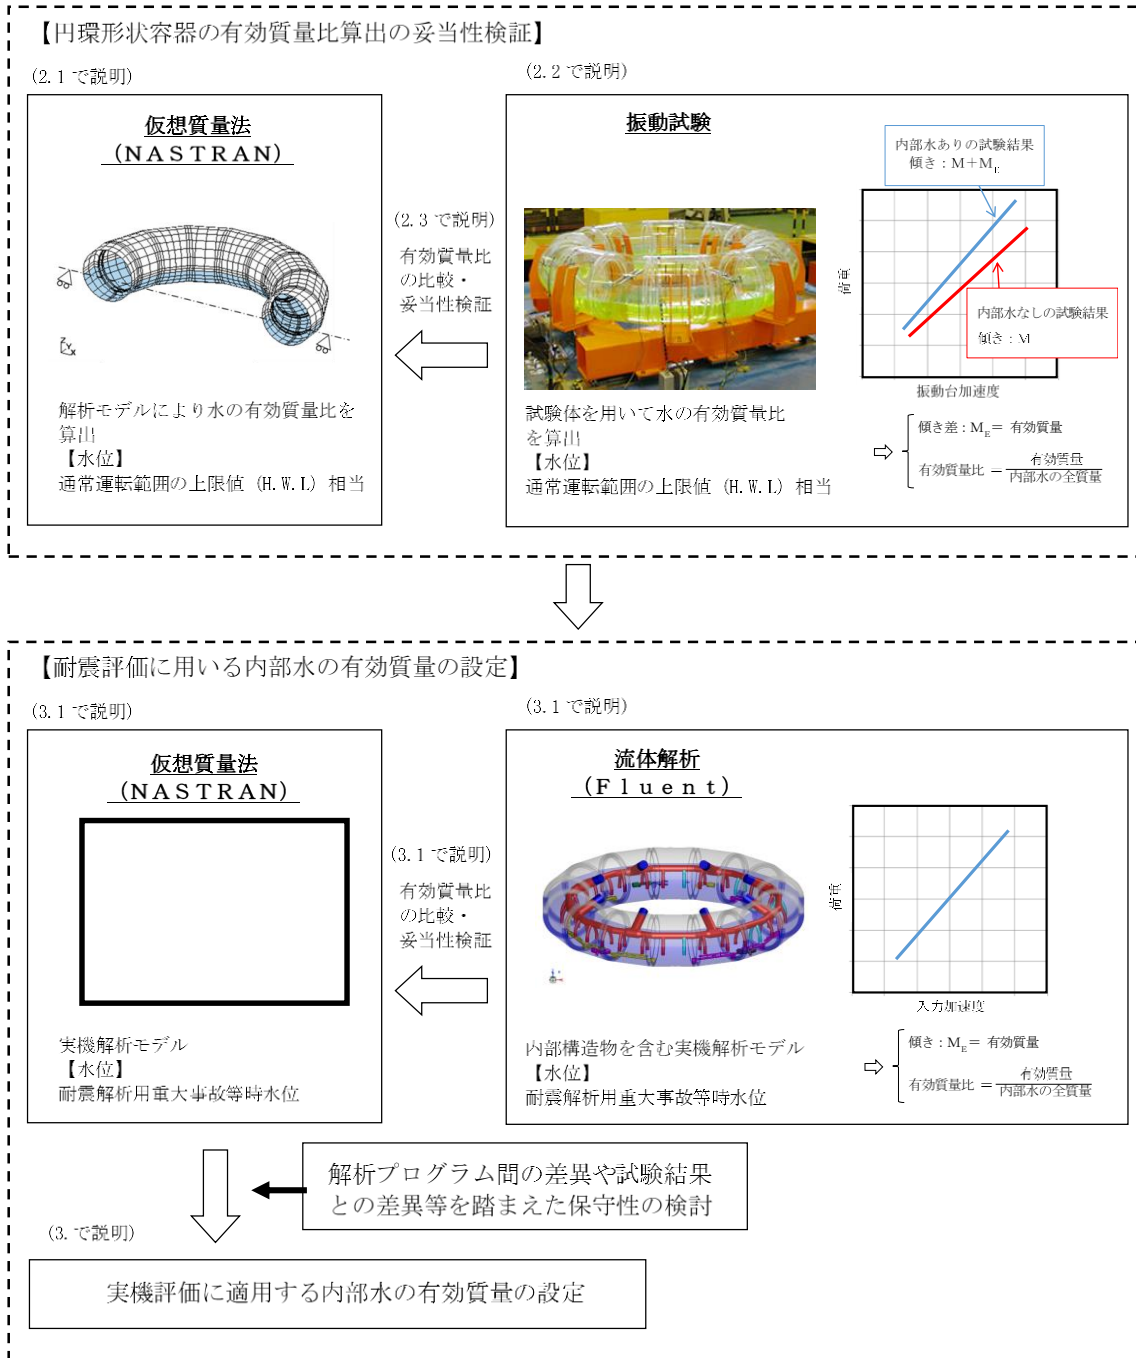 【円環形状容器の有効質量比算出の妥当性検証】
(2.1 で説明)
仮想質量法
（ＮＡＳＴＲＡＮ）
Z
Y
X
解析モデルにより水の有効質量比を
算出
【水位】
通常運転範囲の上限値（H.W.L）相当
(2.3 で説明)
有効質量比
の比較・
妥当性検証
(2.2 で説明)
振動試験
試験体を用いて水の有効質量比
を算出
【水位】
通常運転範囲の上限値（H.W.L）相当
内部水ありの試験結果
傾き：M＋M_E
荷重
内部水なしの試験結果
傾き：M
振動台加速度
傾き差：M_E＝ 有効質量
有効質量比 ＝ 有効質量
内部水の全質量
【耐震評価に用いる内部水の有効質量の設定】
(3.1 で説明)
仮想質量法
（ＮＡＳＴＲＡＮ）
実機解析モデル
【水位】
耐震解析用重大事故等時水位
(3.1 で説明)
有効質量比
の比較・
妥当性検証
(3.1 で説明)
流体解析
（Ｆｌｕｅｎｔ）
内部構造物を含む実機解析モデル
【水位】
耐震解析用重大事故等時水位
荷重
入力加速度
傾き：M_E＝ 有効質量
有効質量比 ＝ 有効質量
内部水の全質量
解析プログラム間の差異や試験結果
との差異等を踏まえた保守性の検討
(3. で説明)
実機評価に適用する内部水の有効質量の設定